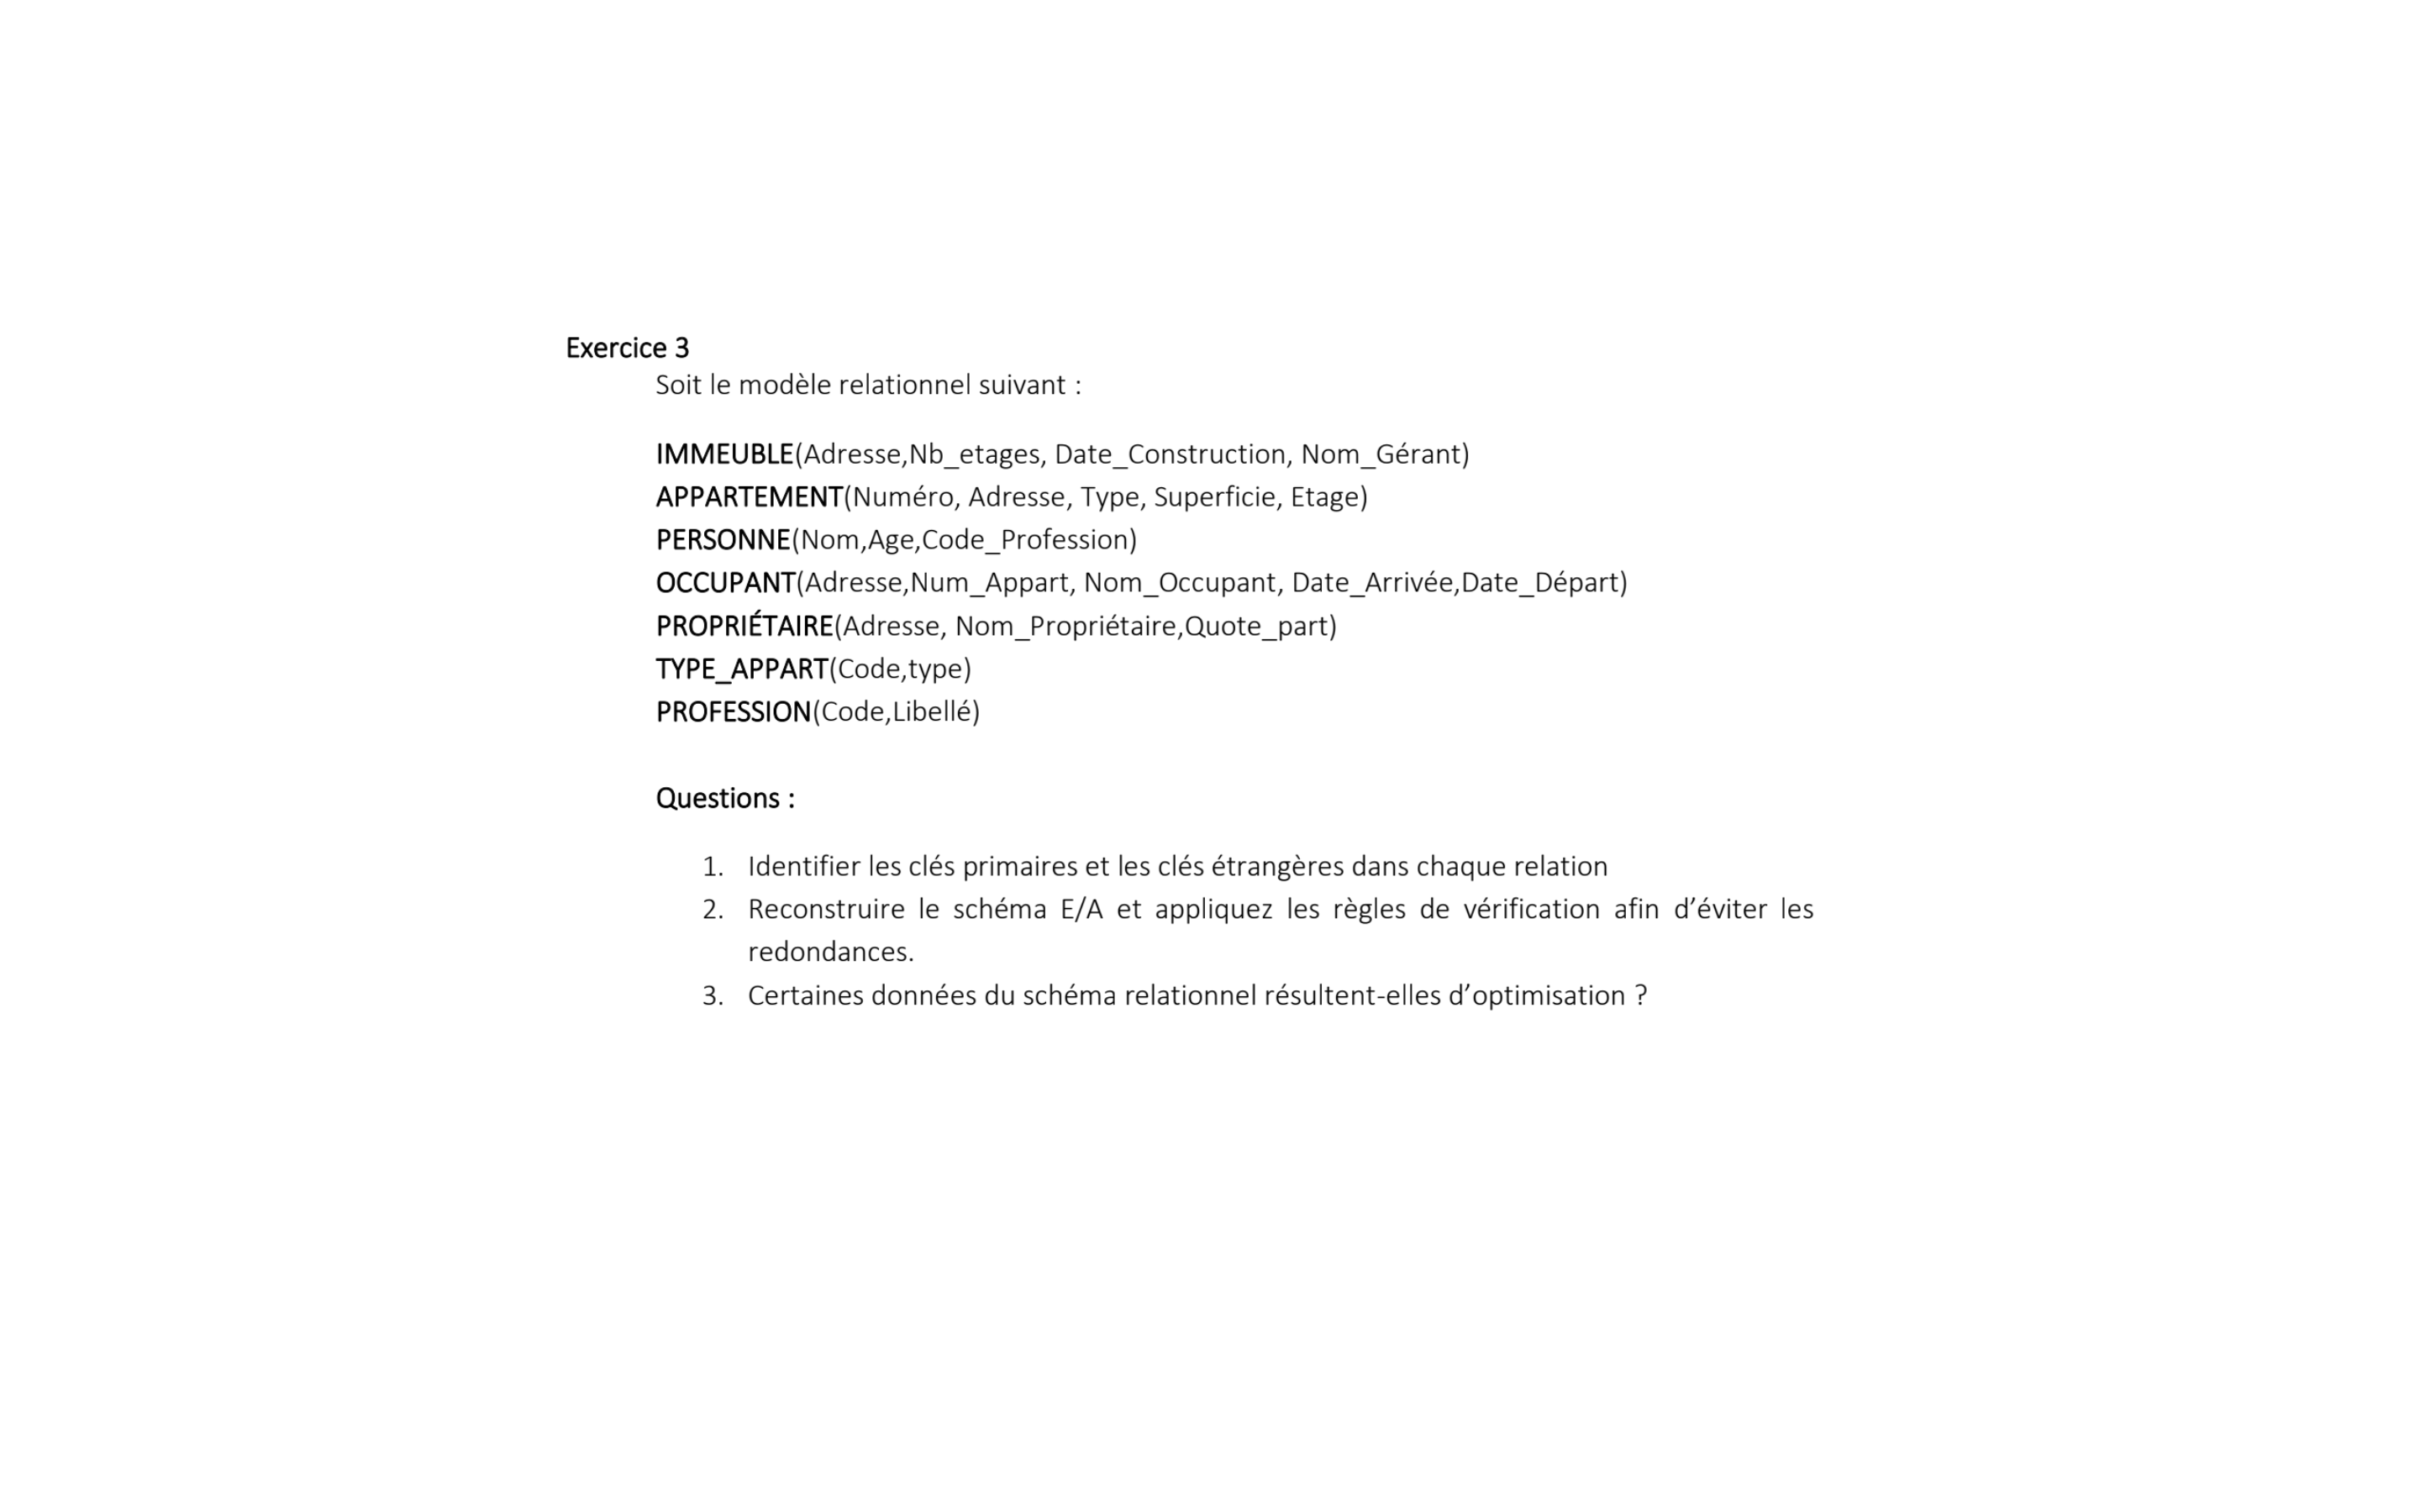 Exercice 3
Soit le modèle relationnel suivant :
IMMEUBLE(Adresse,Nb_etages, Date_Construction, Nom_Gérant)
APPARTEMENT(Numéro, Adresse, Type, Superficie, Etage)
PERSONNE(Nom,Age,Code_Profession)
OCCUPANT(Adresse,Num_Appart, Nom_Occupant, Date_Arrivée,Date_Départ)
PROPRIÉTAIRE(Adresse, Nom_Propriétaire,Quote_part)
TYPE_APPART(Code,type)
PROFESSION(Code,Libellé)
Questions :
1. Identifier les clés primaires et les clés étrangères dans chaque relation
2. Reconstruire le schéma E/A et appliquez les règles de vérification afin d’éviter les
redondances.
3. Certaines données du schéma relationnel résultent-elles d’optimisation ?